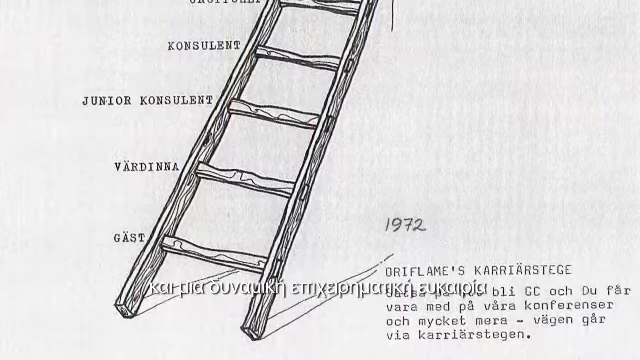 KONSULENT
JUNIOR KONSULENT
VÄRDINNA
GÄST
1972
ORIFLAME'S KARRIÄRSTEGE
και μια δυναμική επιχειρηματική ευκαιρία
bli GC och Du får
vara med på våra konferenser
och mycket mera - vägen går
via karriärstegen.